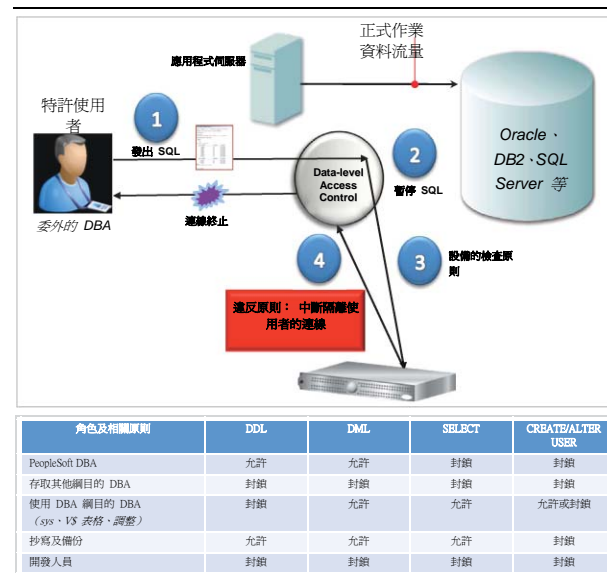 正式作業
資料流量
應用程式伺服器
特許使用
者
1
發出 SQL
Data-level
Access
Control
2
暫停 SQL
Oracle、
DB2、SQL
Server 等
委外的 DBA
連線終止
4
3
設備的檢查原
則
違反原則： 中斷隔離使
用者的連線
角色及相關原則 DDL DML SELECT CREATE/ALTER
USER
PeopleSoft DBA 允許 允許 封鎖 封鎖
存取其他綱目的 DBA 封鎖 封鎖 封鎖 封鎖
使用 DBA 綱目的 DBA 封鎖 允許 允許 允許或封鎖
（sys、V$ 表格、調整）
抄寫及備份 允許 允許 允許 封鎖
開發人員 封鎖 封鎖 封鎖 封鎖